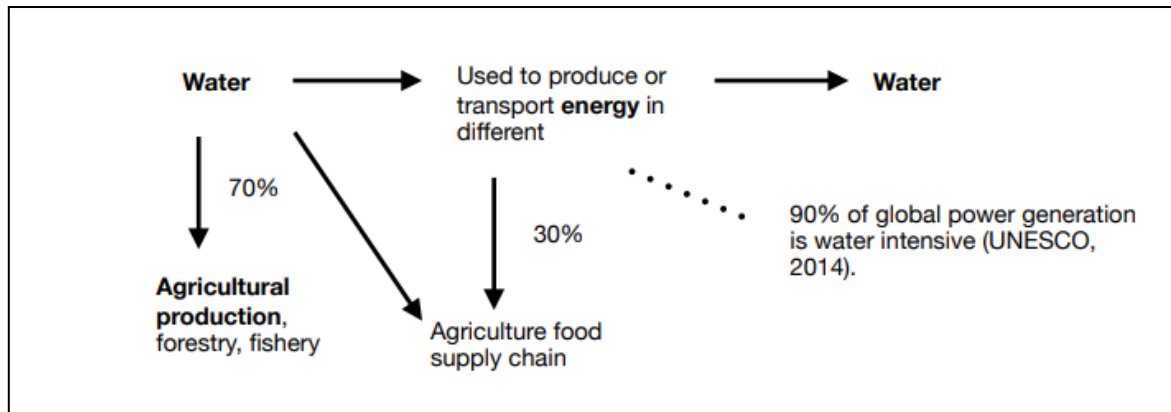 Water
Used to produce or
transport energy in
different
Water
70%
30%
90% of global power generation
is water intensive (UNESCO,
2014).
Agricultural
production,
forestry, fishery
Agriculture food
supply chain